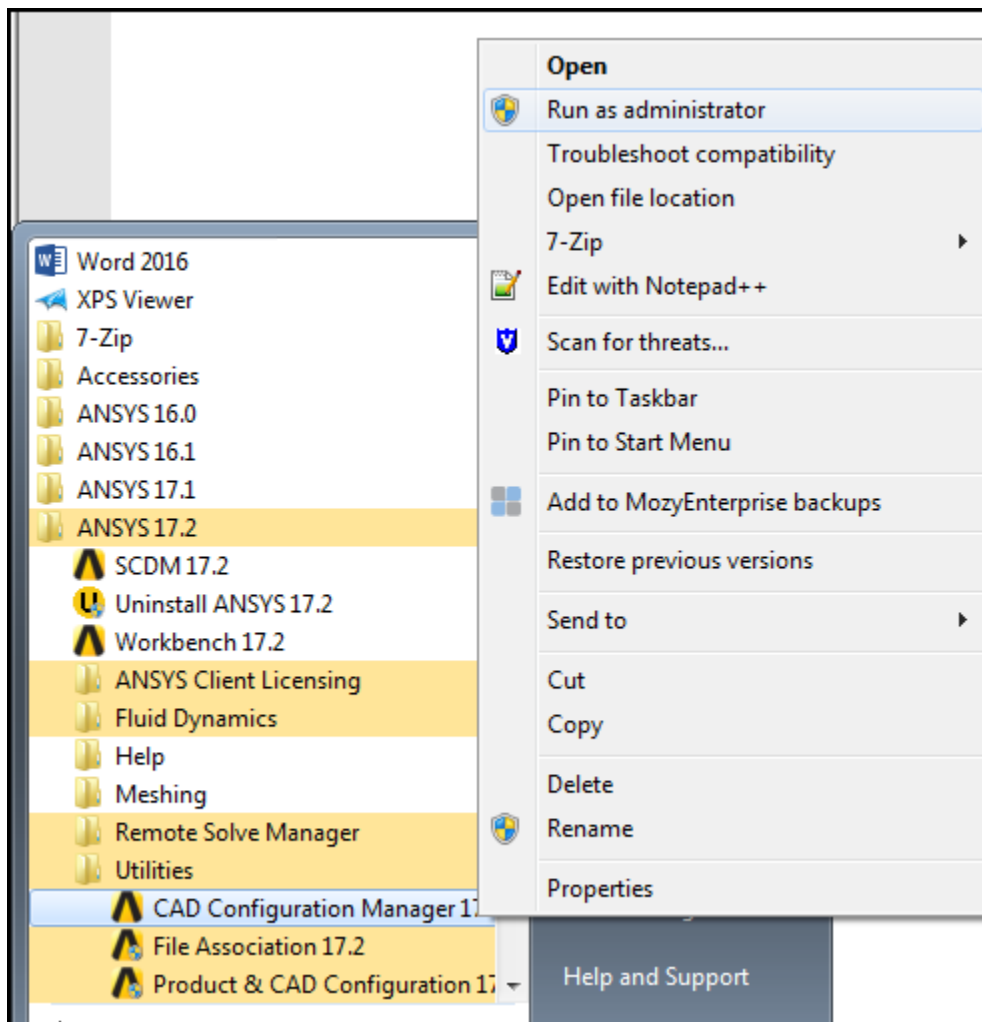 Open
Run as administrator
Troubleshoot compatibility
Open file location
7-Zip
Edit with Notepad++
Scan for threats...
Pin to Taskbar
Pin to Start Menu
Add to MozyEnterprise backups
Restore previous versions
Send to
Cut
Copy
Delete
Rename
Properties
Word 2016
XPS Viewer
7-Zip
Accessories
ANSYS 16.0
ANSYS 16.1
ANSYS 17.1
ANSYS 17.2
SCDM 17.2
Uninstall ANSYS 17.2
Workbench 17.2
ANSYS Client Licensing
Fluid Dynamics
Help
Meshing
Remote Solve Manager
Utilities
CAD Configuration Manager 17
File Association 17.2
Product & CAD Configuration 17
Help and Support